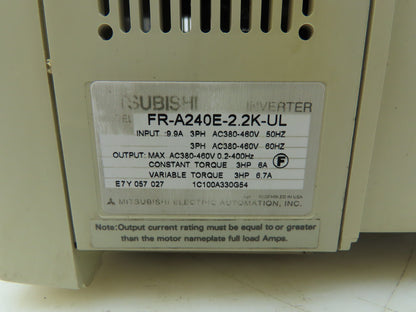 TSUBISHI INVERTER
FR-A240E-2.2K-UL
INPUT :9.9A 3PH AC380-460V 50HZ
3PH AC380-460V 60HZ
OUTPUT: MAX AC380-460V 0.2-400Hz
CONSTANT TORQUE 3HP 6A F
VARIABLE TORQUE 3HP 6.7A
E7Y 057 027 1C100A330G54
ASSEMBLED IN USA
MITSUBISHI ELECTRIC AUTOMATION, INC.
Note:Output current rating must be equal to or greater
than the motor nameplate full load Amps.